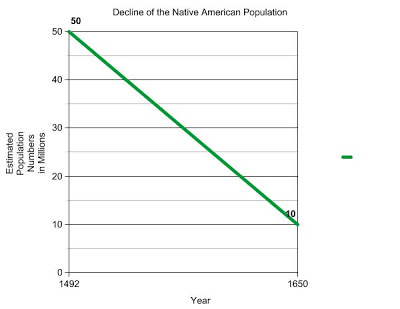 Decline of the Native American Population
50
50
40
30
20
10
10
0
Estimated
Population
Numbers
in Millions
1492
1650
Year